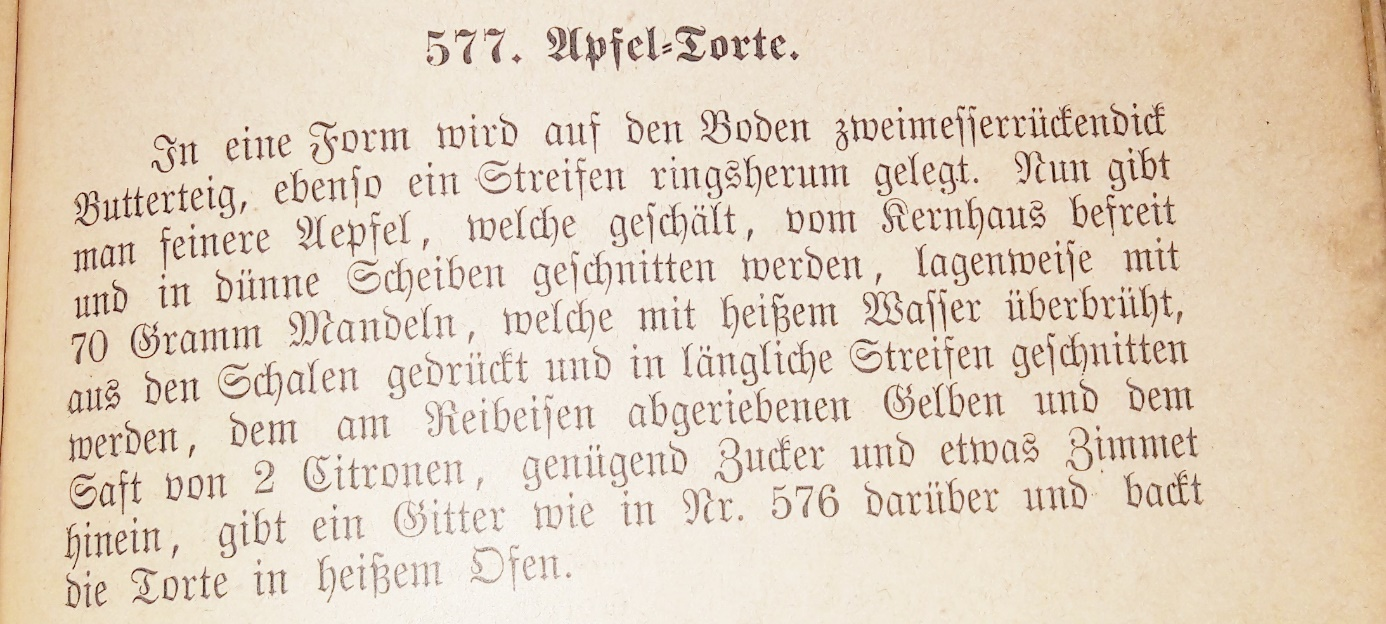 577. Apfel-Torte.
In eine Form wird auf den Boden zweimesserrückendick
Butterteig, ebenso ein Streifen ringsherum gelegt. Nun gibt
man feinere Aepfel, welche geschält, vom Kernhaus befreit
und in dünne Scheiben geschnitten werden, lagenweise mit
70 Gramm Mandeln, welche mit heißem Wasser überbrüht,
aus den Schalen gedrückt und in längliche Streifen geschnitten
werden, dem am Reibeisen abgeriebenen Gelben und dem
Saft von 2 Citronen, genügend Zucker und etwas Zimmet
hinein, gibt ein Gitter wie in Nr. 576 darüber und backt
die Torte in heißem Ofen.